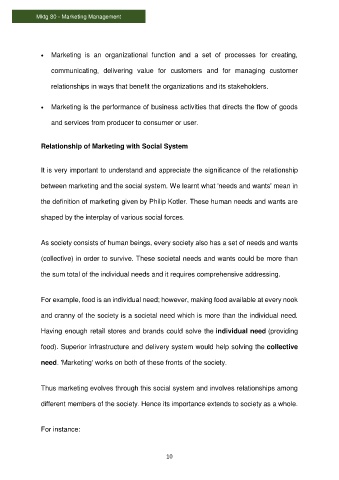 Mktg 80 - Marketing Management
• Marketing is an organizational function and a set of processes for creating,
communicating, delivering value for customers and for managing customer
relationships in ways that benefit the organizations and its stakeholders.
• Marketing is the performance of business activities that directs the flow of goods
and services from producer to consumer or user.
Relationship of Marketing with Social System
It is very important to understand and appreciate the significance of the relationship
between marketing and the social system. We learnt what 'needs and wants' mean in
the definition of marketing given by Philip Kotler. These human needs and wants are
shaped by the interplay of various social forces.
As society consists of human beings, every society also has a set of needs and wants
(collective) in order to survive. These societal needs and wants could be more than
the sum total of the individual needs and it requires comprehensive addressing.
For example, food is an individual need; however, making food available at every nook
and cranny of the society is a societal need which is more than the individual need.
Having enough retail stores and brands could solve the individual need (providing
food). Superior infrastructure and delivery system would help solving the collective
need. 'Marketing' works on both of these fronts of the society.
Thus marketing evolves through this social system and involves relationships among
different members of the society. Hence its importance extends to society as a whole.
For instance:
10